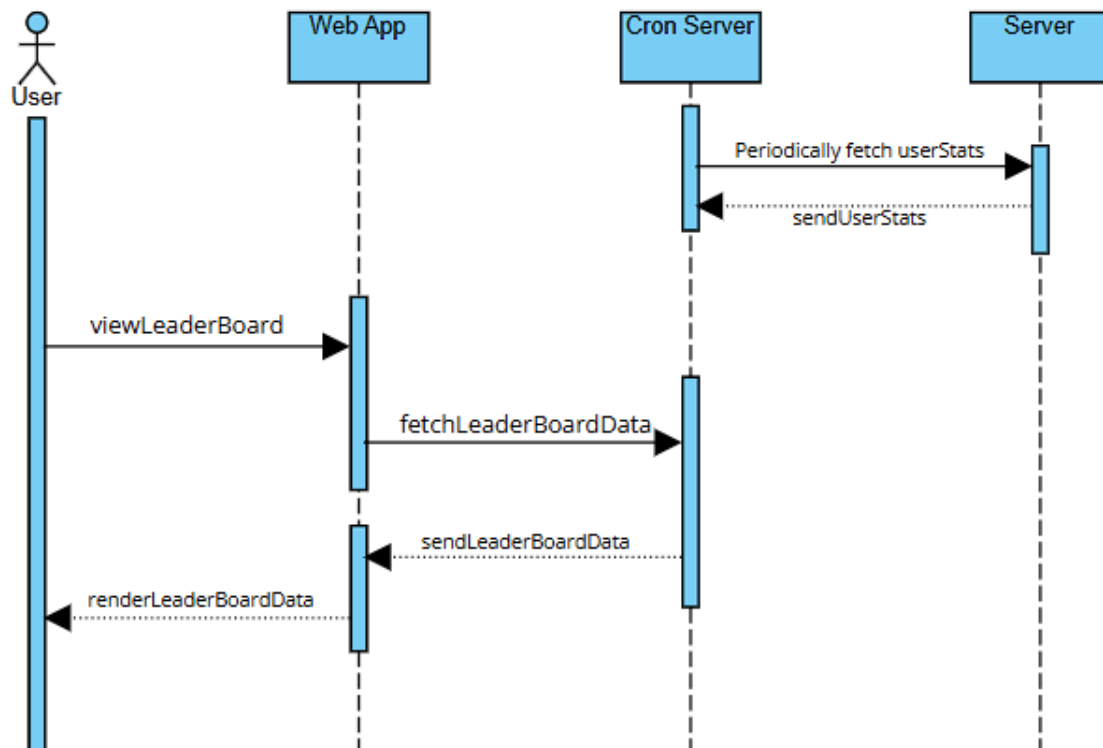 Web App
Cron Server
Server
User
Periodically fetch userStats
sendUserStats
viewLeaderBoard
fetchLeaderBoardData
sendLeaderBoardData
renderLeaderBoardData